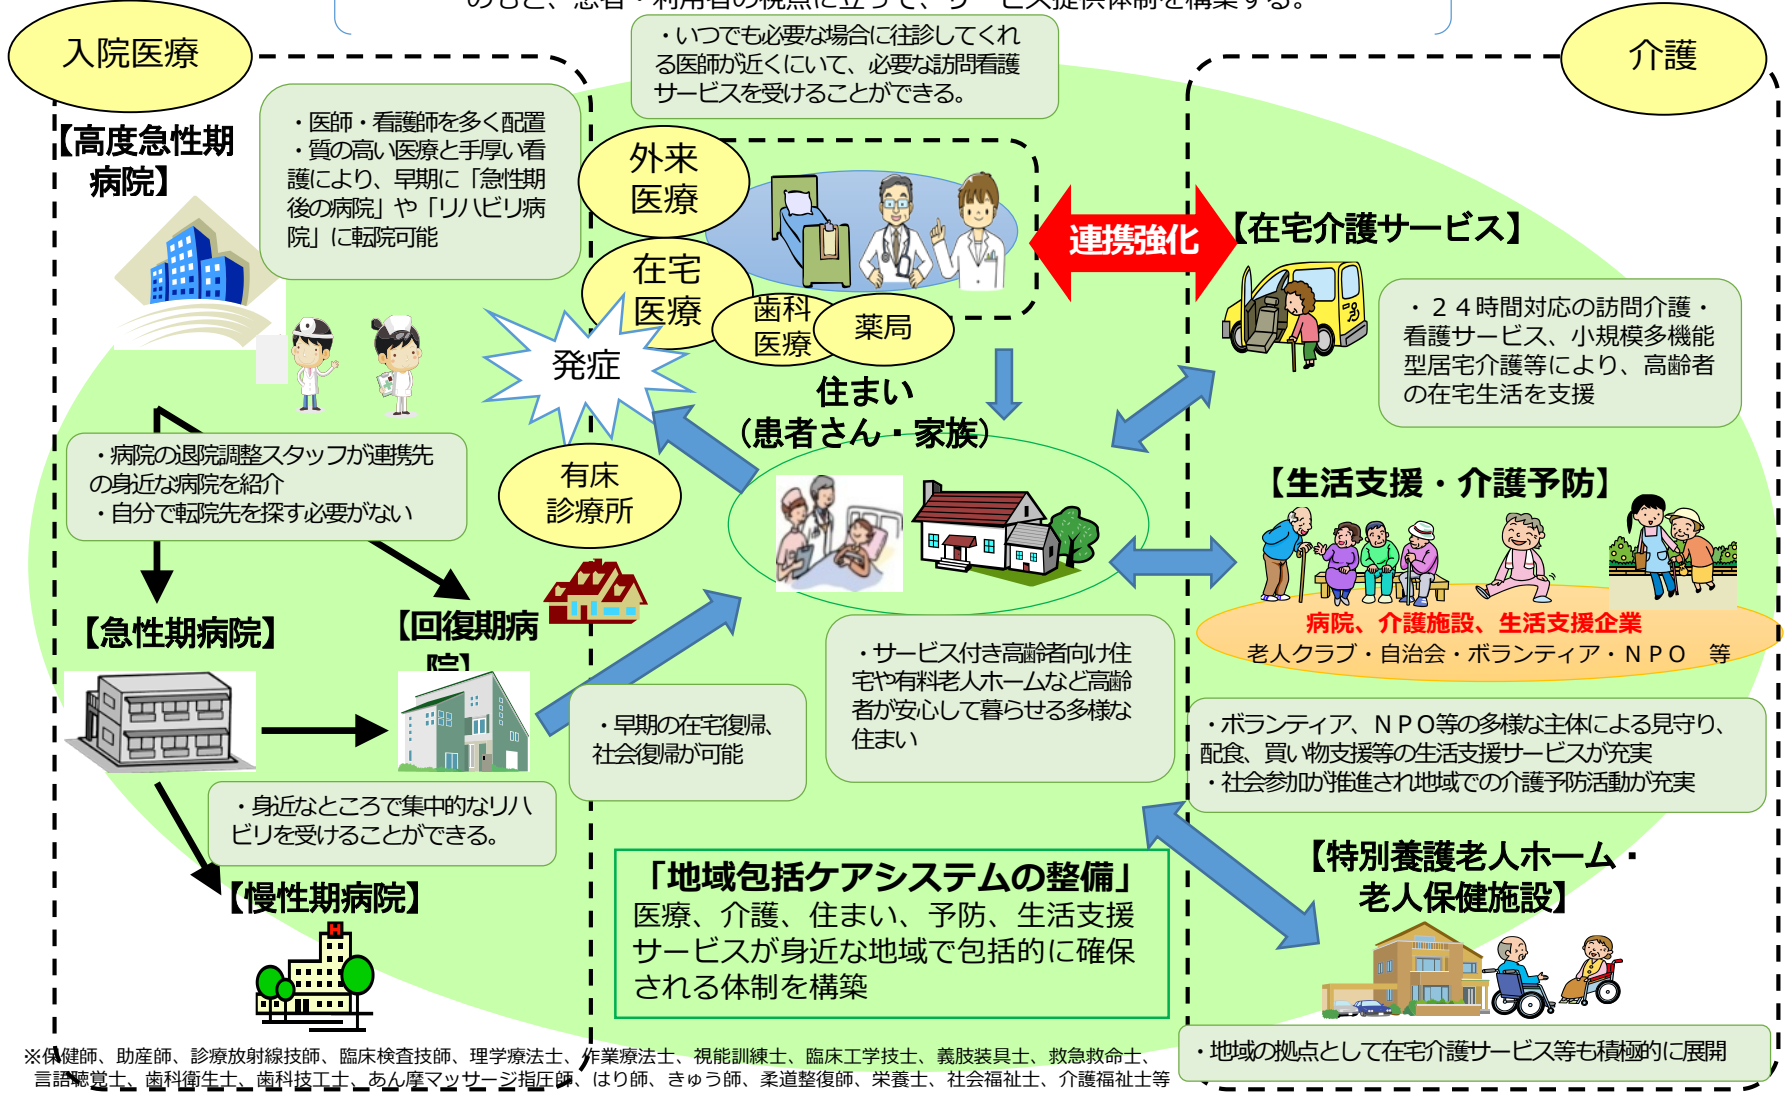 のもと、患者・利用者の視点に立って、サービス提供体制を構築する。
入院医療
介護
・いつでも必要な場合に往診してくれ
る医師が近くにいて、必要な訪問看護
サービスを受けることができる。
【高度急性期
病院】
・医師・看護師を多く配置
・質の高い医療と手厚い看
護により、早期に「急性期
後の病院」や「リハビリ病
院」に転院可能
外来
医療
在宅
医療
歯科
医療
薬局
連携強化
【在宅介護サービス】
・２４時間対応の訪問介護・
看護サービス、小規模多機能
型居宅介護等により、高齢者
の在宅生活を支援
発症
住まい
（患者さん・家族）
・病院の退院調整スタッフが連携先
の身近な病院を紹介
・自分で転院先を探す必要がない
有床
診療所
【生活支援・介護予防】
病院、介護施設、生活支援企業
老人クラブ・自治会・ボランティア・ＮＰＯ　等
【急性期病院】
【回復期病
院】
・早期の在宅復帰、
社会復帰が可能
・サービス付き高齢者向け住
宅や有料老人ホームなど高齢
者が安心して暮らせる多様な
住まい
・ボランティア、ＮＰＯ等の多様な主体による見守り、
配食、買い物支援等の生活支援サービスが充実
・社会参加が推進され地域での介護予防活動が充実
・身近なところで集中的なリハ
ビリを受けることができる。
【慢性期病院】
H
「地域包括ケアシステムの整備」
医療、介護、住まい、予防、生活支援
サービスが身近な地域で包括的に確保
される体制を構築
【特別養護老人ホーム・
老人保健施設】
・地域の拠点として在宅介護サービス等も積極的に展開
※保健師、助産師、診療放射線技師、臨床検査技師、理学療法士、作業療法士、視能訓練士、臨床工学技士、義肢装具士、救急救命士、
言語聴覚士、歯科衛生士、歯科技工士、あん摩マッサージ指圧師、はり師、きゅう師、柔道整復師、栄養士、社会福祉士、介護福祉士等